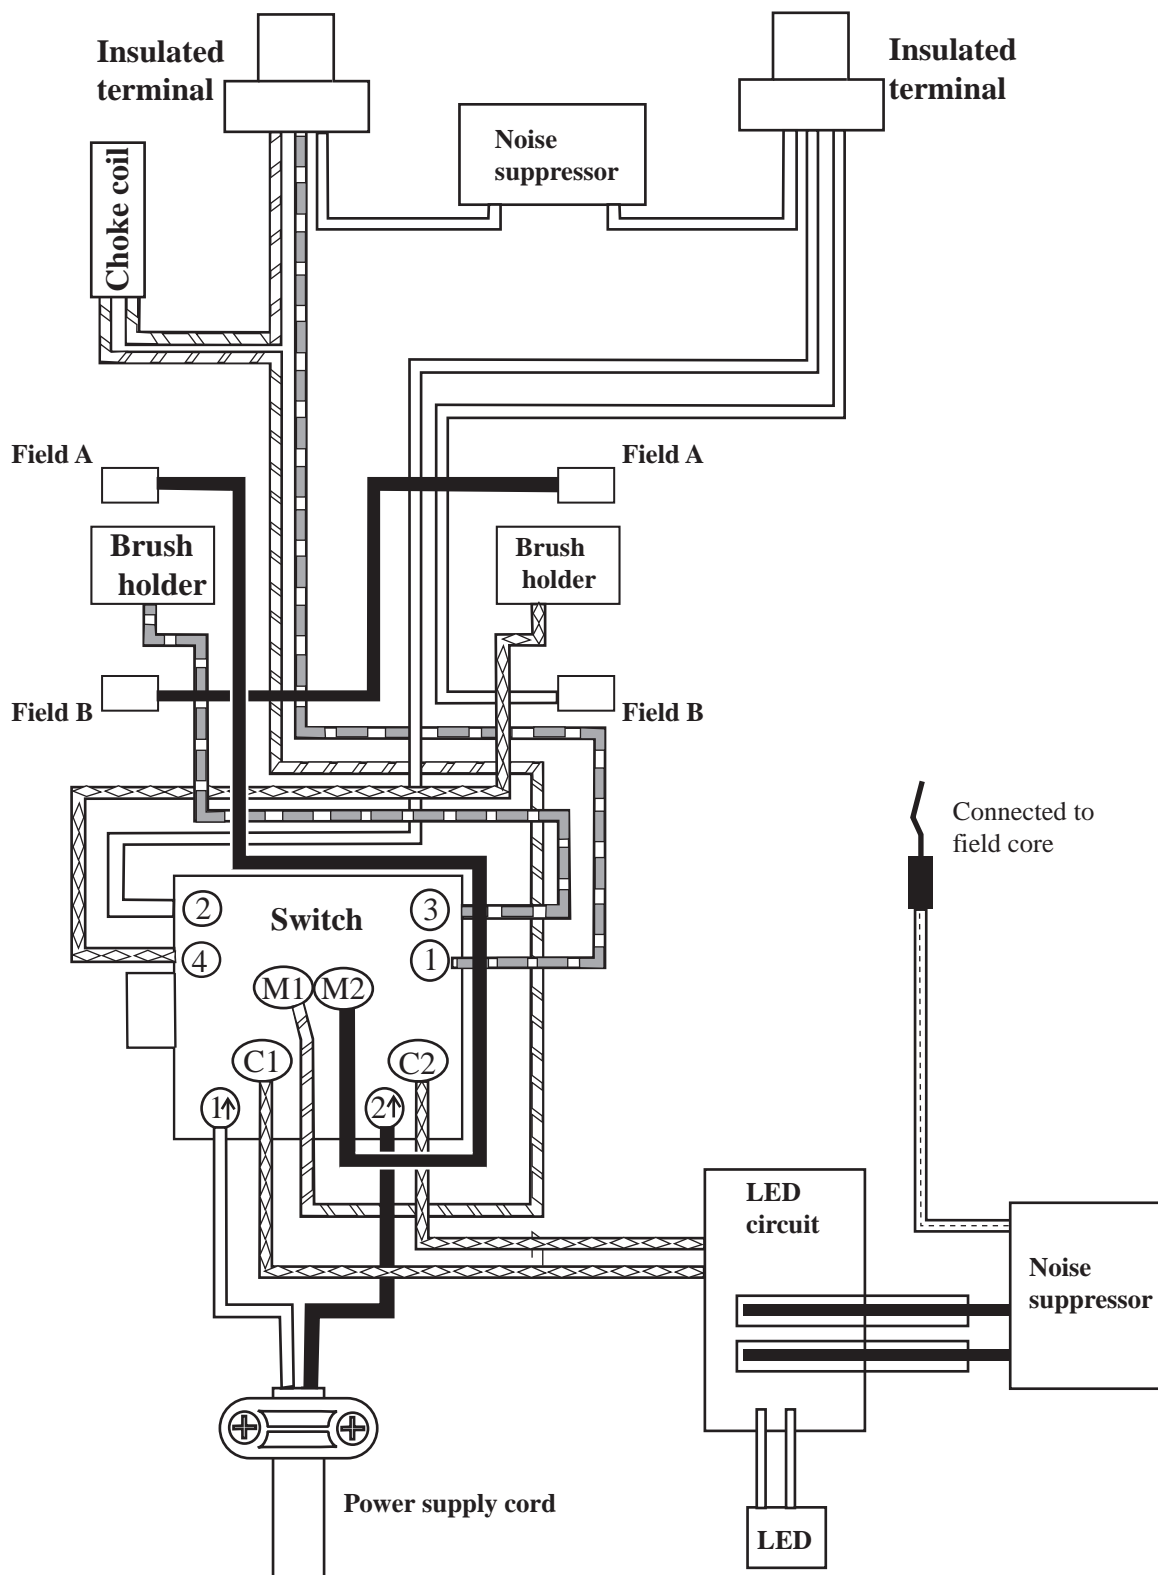 Insulated
terminal
Insulated
terminal
Noise
suppressor
Choke coil
Field A
Field A
Brush
holder
Brush
holder
Field B
Field B
Connected to
field core
2
Switch
3
4
1
M1
M2
C1
C2
1↑
2↑
LED
circuit
Noise
suppressor
Power supply cord
LED